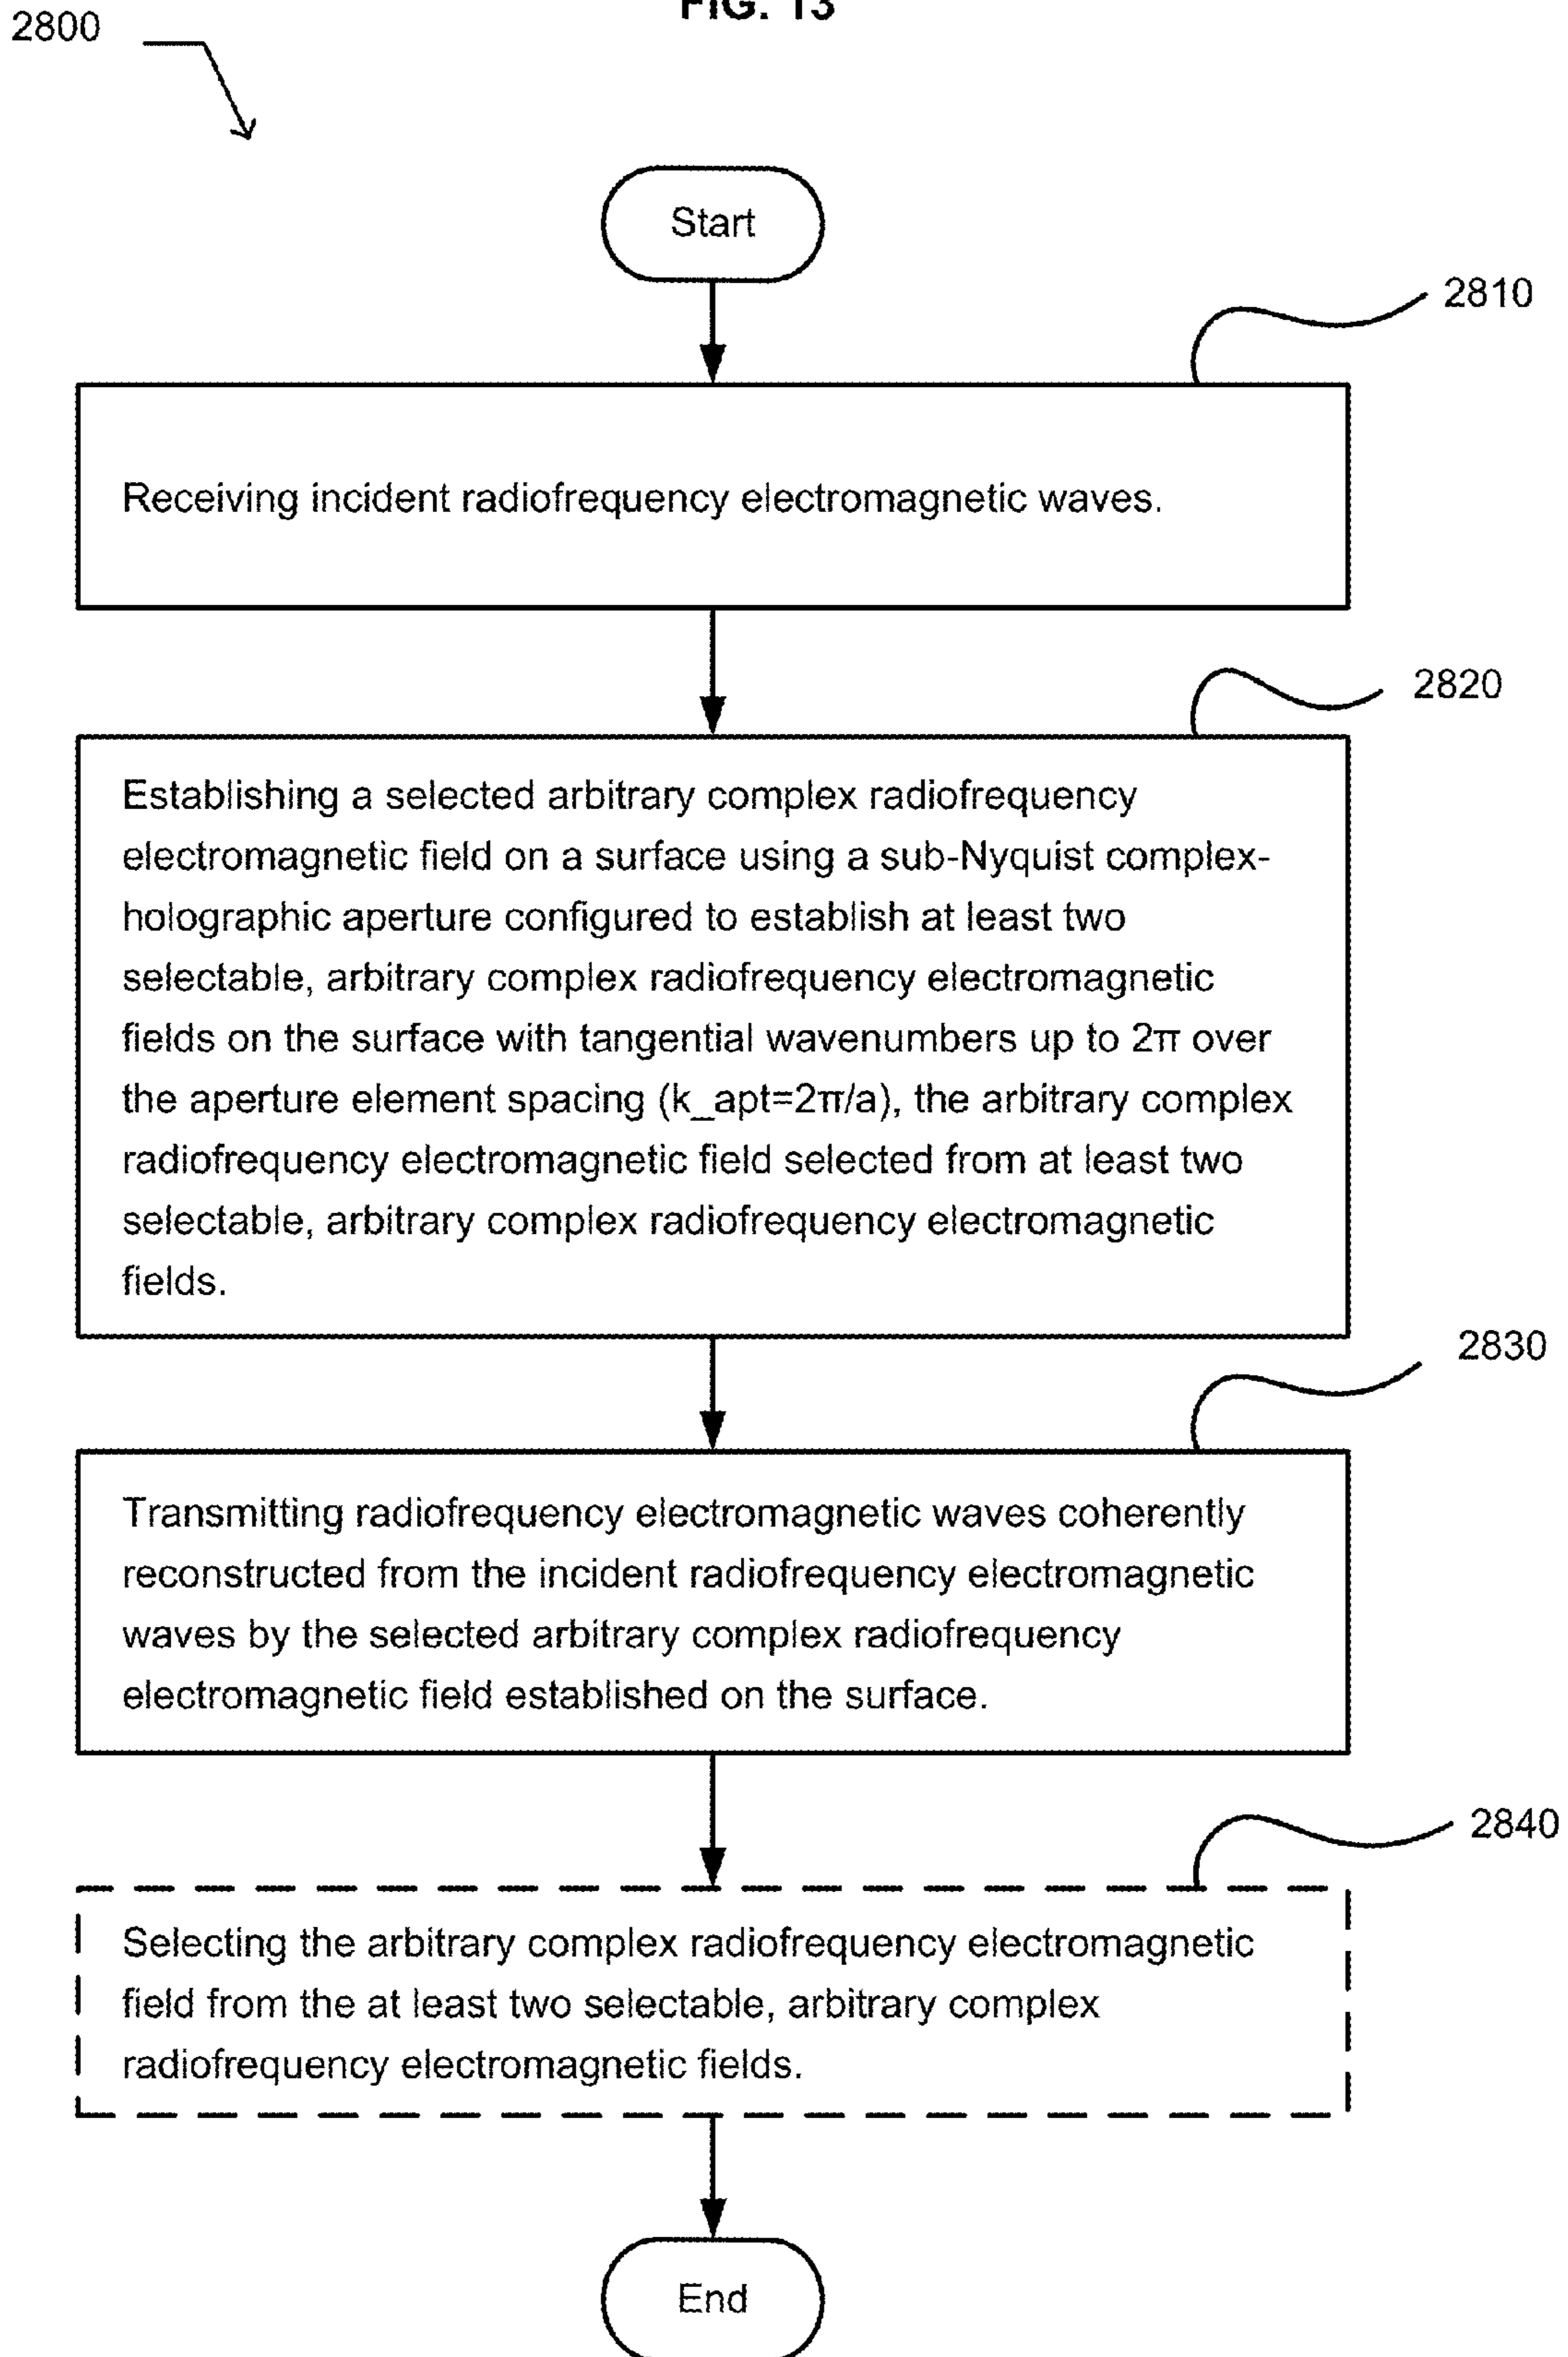 FIG. 13
2800
Start
2810
Receiving incident radiofrequency electromagnetic waves.
2820
Establishing a selected arbitrary complex radiofrequency
electromagnetic field on a surface using a sub-Nyquist complex-
holographic aperture configured to establish at least two
selectable, arbitrary complex radiofrequency electromagnetic
fields on the surface with tangential wavenumbers up to 2π over
the aperture element spacing (k_apt=2π/a), the arbitrary complex
radiofrequency electromagnetic field selected from at least two
selectable, arbitrary complex radiofrequency electromagnetic
fields.
2830
Transmitting radiofrequency electromagnetic waves coherently
reconstructed from the incident radiofrequency electromagnetic
waves by the selected arbitrary complex radiofrequency
electromagnetic field established on the surface.
2840
Selecting the arbitrary complex radiofrequency electromagnetic
field from the at least two selectable, arbitrary complex
radiofrequency electromagnetic fields.
End